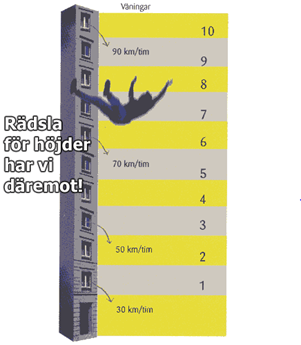 Våningar
10
90 km/tim
9
8
7
6
70 km/tim
5
4
3
50 km/tim
2
1
30 km/tim
Rädsla
för höjder
har vi
däremot!